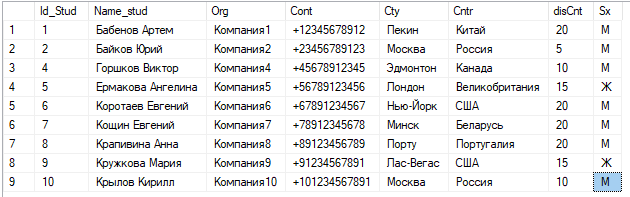 Id_Stud Name_stud Org Cont Cty Cntr disCnt Sx
1 1 Бабенов Артем Компания1 +12345678912 Пекин Китай 20 М
2 2 Байков Юрий Компания2 +23456789123 Москва Россия 5 М
3 4 Горшков Виктор Компания4 +45678912345 Эдмонтон Канада 10 М
4 5 Ермакова Ангелина Компания5 +56789123456 Лондон Великобритания 15 Ж
5 6 Коротаев Евгений Компания6 +67891234567 Нью-Йорк США 20 М
6 7 Кощин Евгений Компания7 +78912345678 Минск Беларусь 20 М
7 8 Крапивина Анна Компания8 +89123456789 Порту Португалия 20 М
8 9 Кружкова Мария Компания9 +91234567891 Лас-Вегас США 15 Ж
9 10 Крылов Кирилл Компания10 +101234567891 Москва Россия 10 М